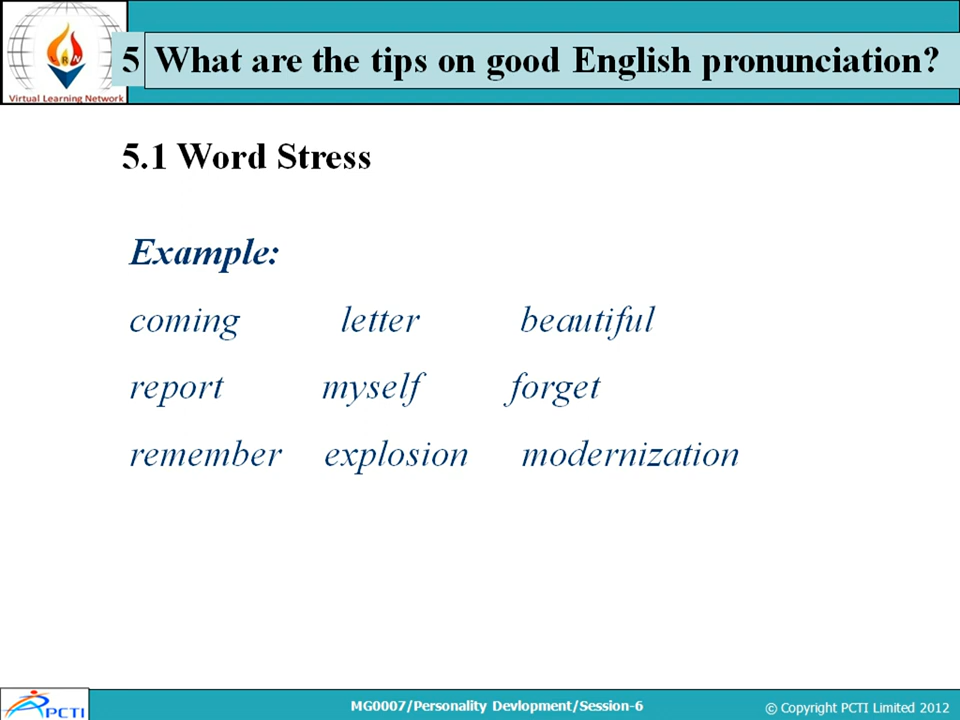 5 What are the tips on good English pronunciation?
Virtual Learning Network
5.1 Word Stress
Example:
coming letter beautiful
report myself forget
remember explosion modernization
PCTI
MG0007/Personality Devlopment/Session-6
© Copyright PCTI Limited 2012